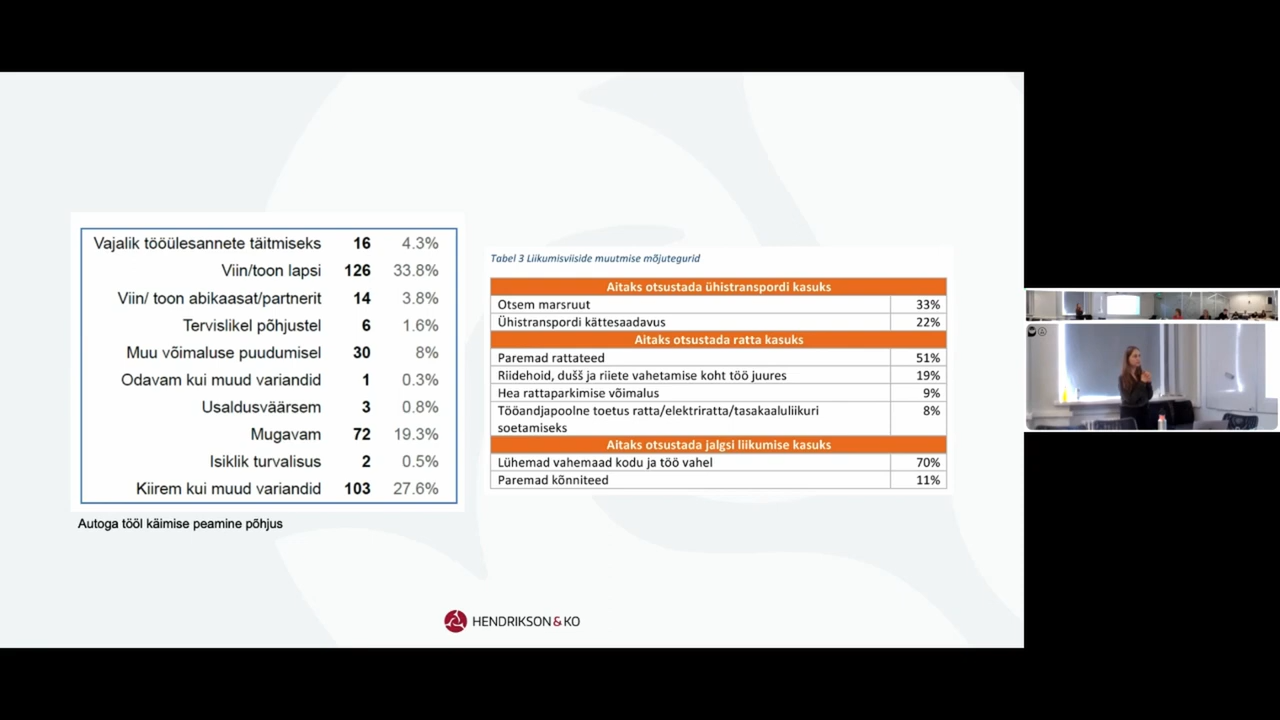 Vajalik tööülesannete täitmiseks 16 4.3%
Viin/toon lapsi 126 33.8%
Viin/ toon abikaasat/partnerit 14 3.8%
Tervislikel põhjustel 6 1.6%
Muu võimaluse puudumisel 30 8%
Odavam kui muud variandid 1 0.3%
Usaldusväärsem 3 0.8%
Mugavam 72 19.3%
Isiklik turvalisus 2 0.5%
Kiirem kui muud variandid 103 27.6%
Autoga tööl käimise peamine põhjus
Tabel 3 Liikumisviiside muutmise mõjutegurid
Aitaks otsustada ühistranspordi kasuks
Otsem marsruut 33%
Ühistranspordi kättesaadavus 22%
Aitaks otsustada ratta kasuks
Paremad rattateed 51%
Riidehoid, dušš ja riiete vahetamise koht töö juures 19%
Hea rattaparkimise võimalus 9%
Tööandjapoolne toetus ratta/elektriratta/tasakaaluliikuri 8%
soetamiseks
Aitaks otsustada jalgsi liikumise kasuks
Lühemad vahemaad kodu ja töö vahel 70%
Paremad kõnniteed 11%
HENDRIKSON&KO